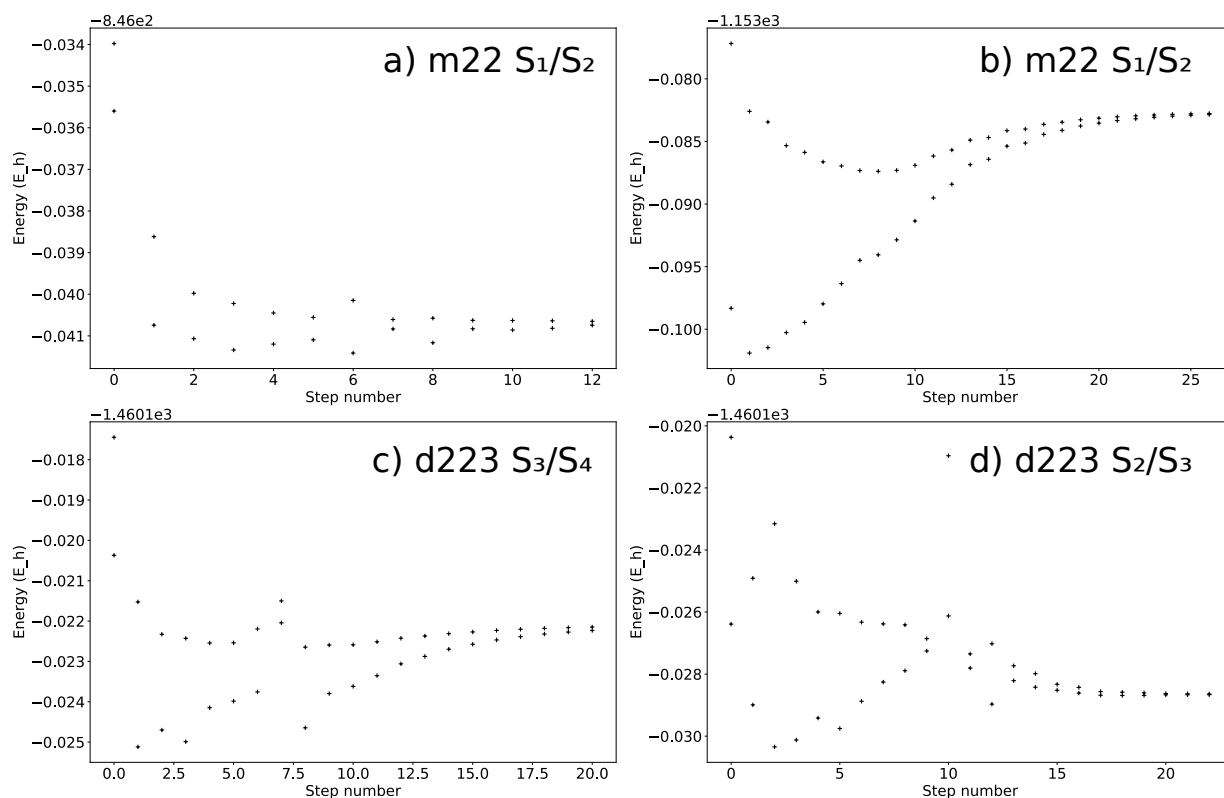 −8.46e2
a) m22 S₁/S₂
−0.034
−0.035
−0.036
−0.037
−0.038
−0.039
−0.040
−0.041
Energy (E_h)
0 2 4 6 8 10 12
Step number
−1.153e3
b) m22 S₁/S₂
−0.080
−0.085
−0.090
−0.095
−0.100
Energy (E_h)
0 5 10 15 20 25
Step number
−1.4601e3
c) d223 S₃/S₄
−0.018
−0.019
−0.020
−0.021
−0.022
−0.023
−0.024
−0.025
Energy (E_h)
0.0 2.5 5.0 7.5 10.0 12.5 15.0 17.5 20.0
Step number
−1.4601e3
d) d223 S₂/S₃
−0.020
−0.022
−0.024
−0.026
−0.028
−0.030
Energy (E_h)
0 5 10 15 20
Step number